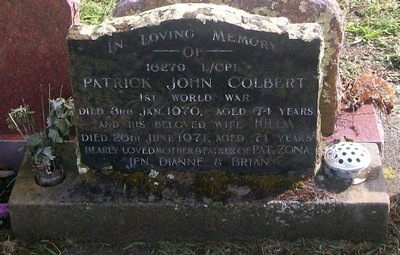 IN LOVING MEMORY
OF
16279 L/CPL
PATRICK JOHN COLBERT
1ST WORLD WAR
DIED 3RD JAN. 1970, AGED 74 YEARS
AND HIS BELOVED WIFE HILDA
DIED 26TH JUNE 1971, AGED 71 YEARS
DEARLY LOVED MOTHER & FATHER OF PAT, ZONA,
JEN, DIANNE & BRIAN